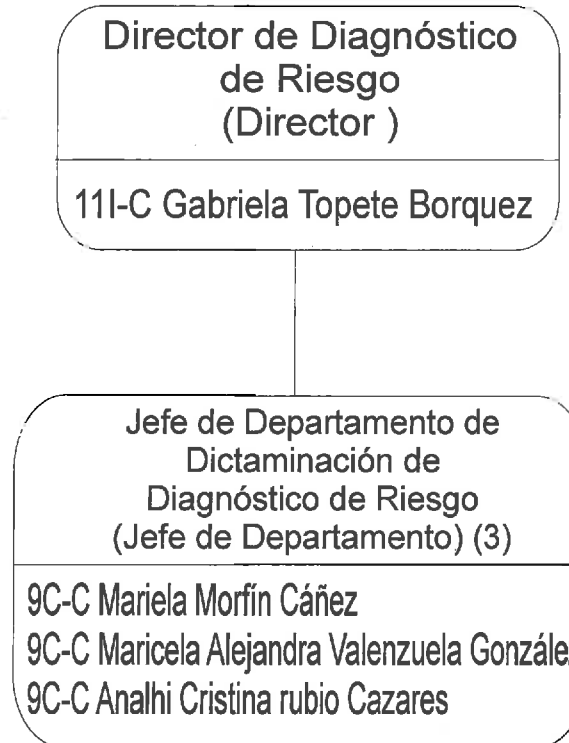 Director de Diagnóstico
de Riesgo
(Director )
11I-C Gabriela Topete Borquez
Jefe de Departamento de
Dictaminación de
Diagnóstico de Riesgo
(Jefe de Departamento) (3)
9C-C Mariela Morfín Cáñez
9C-C Maricela Alejandra Valenzuela Gonzále
9C-C Analhi Cristina rubio Cazares